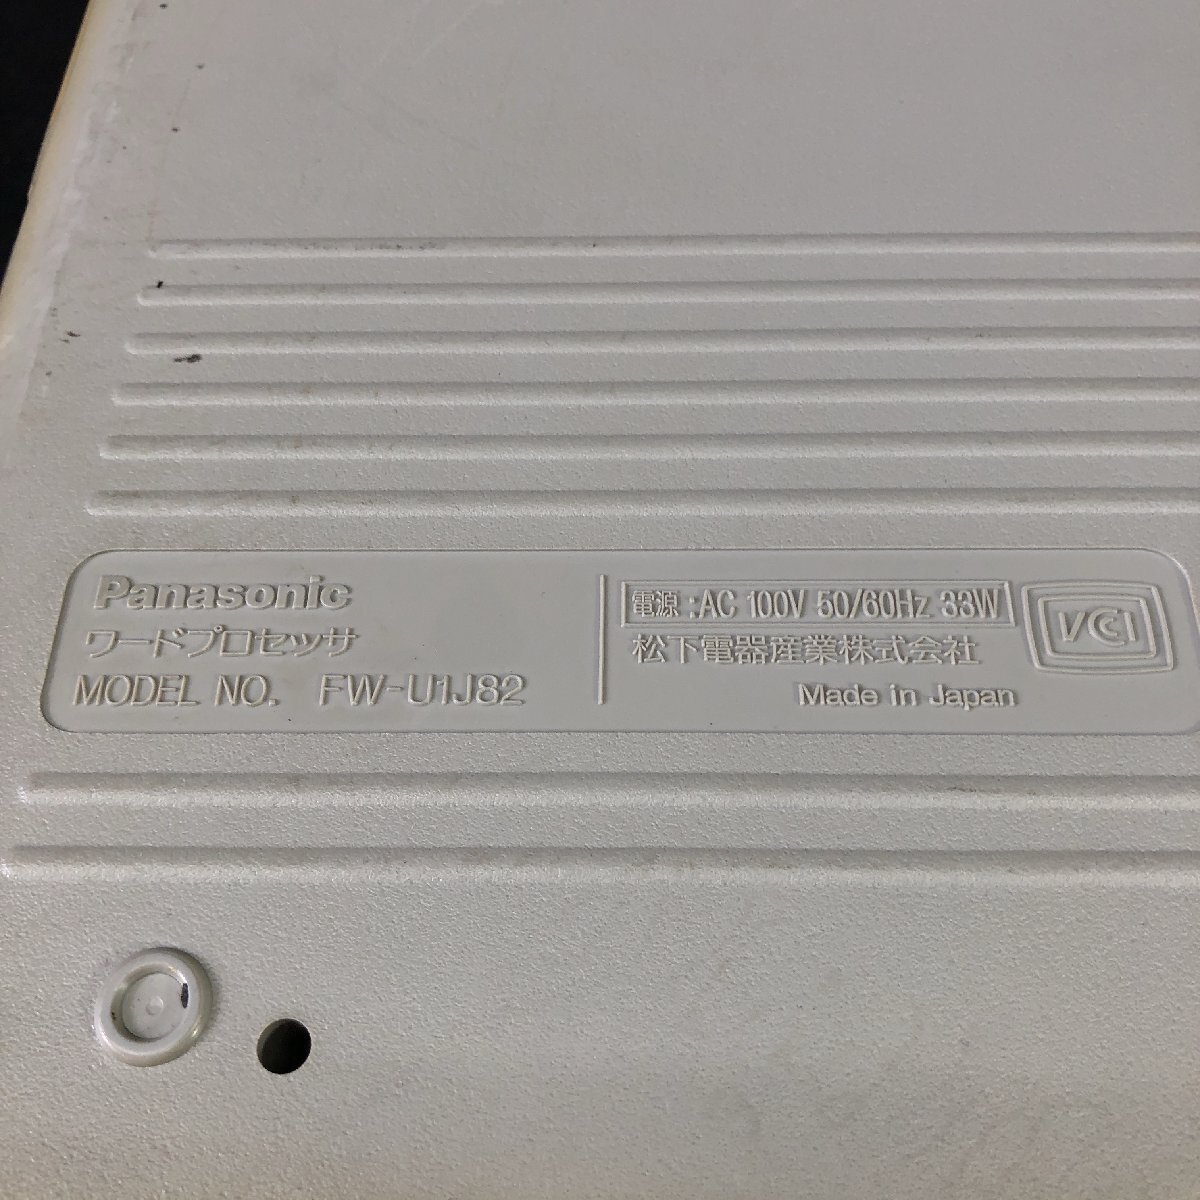 Panasonic
ワードプロセッサ
MODEL NO. FW-U1J82
電源:AC 100V 50/60Hz 33W
松下電器産業株式会社
Made in Japan
VCCI